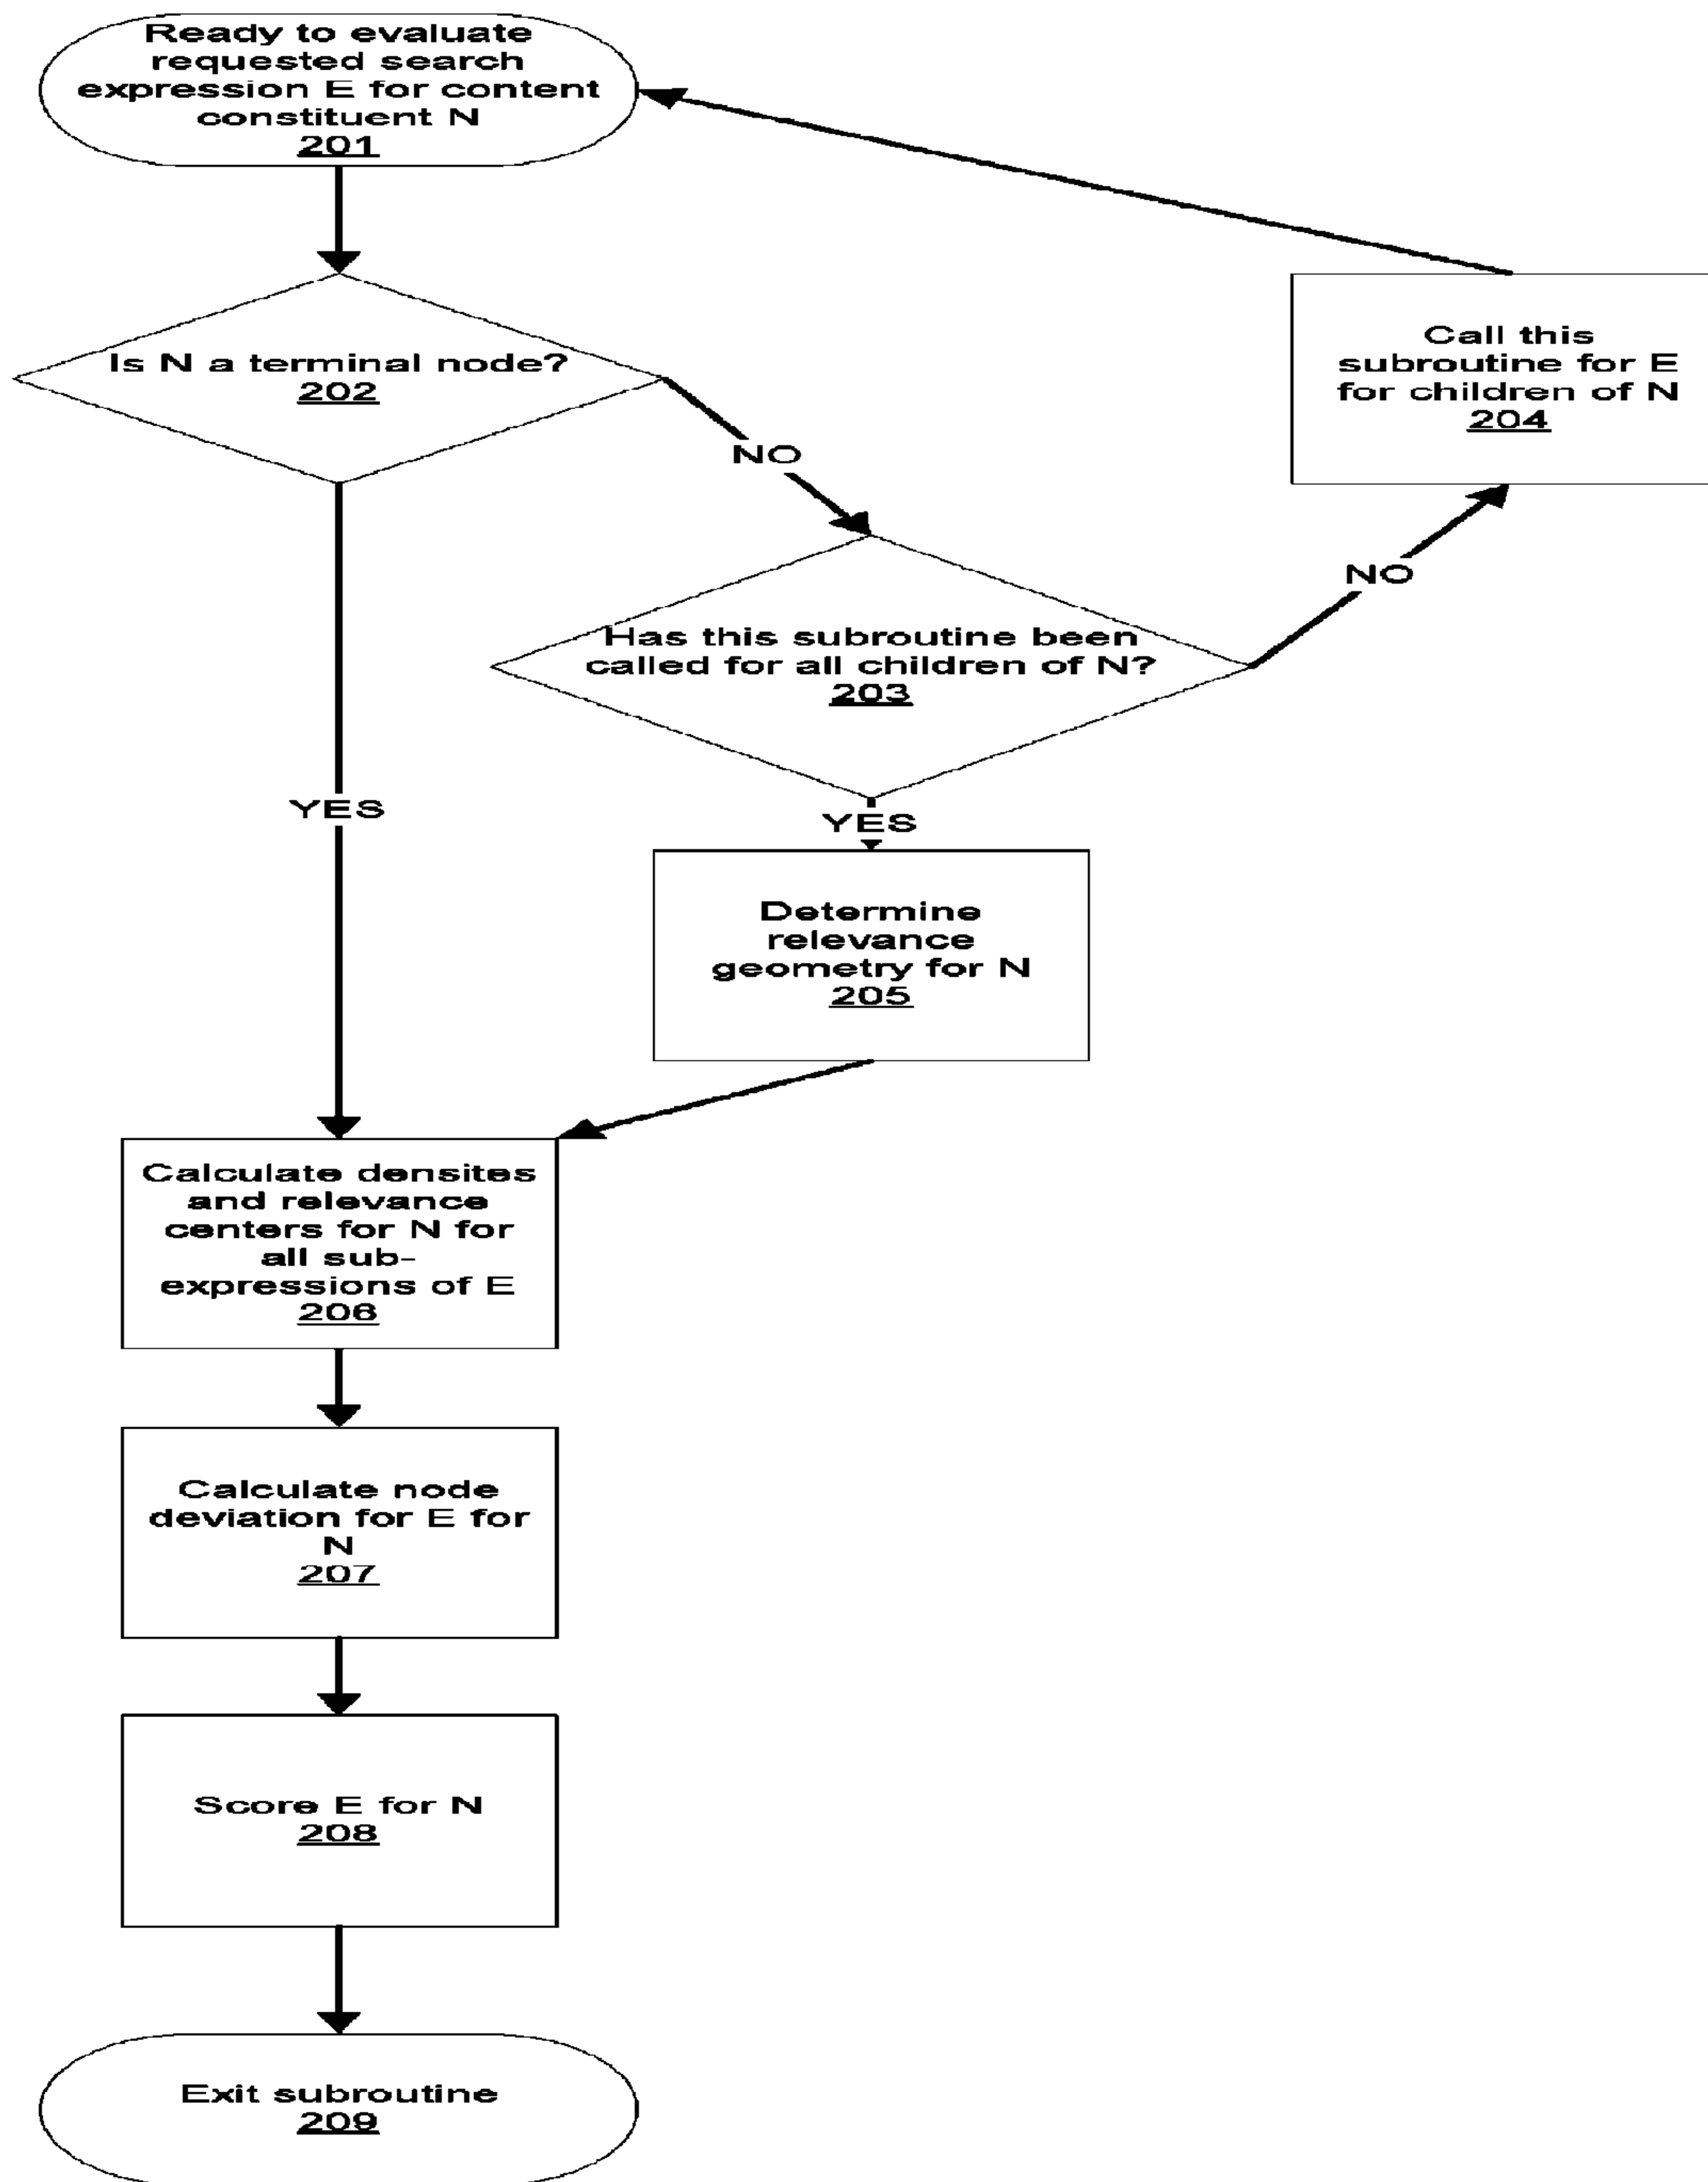 Ready to evaluate
requested search
expression E for content
constituent N
201
Is N a terminal node?
202
Call this
subroutine for E
for children of N
204
NO
NO
Has this subroutine been
called for all children of N?
203
YES
YES
Determine
relevance
geometry for N
205
Calculate densites
and relevance
centers for N for
all sub-
expressions of E
206
Calculate node
deviation for E for
N
207
Score E for N
208
Exit subroutine
209